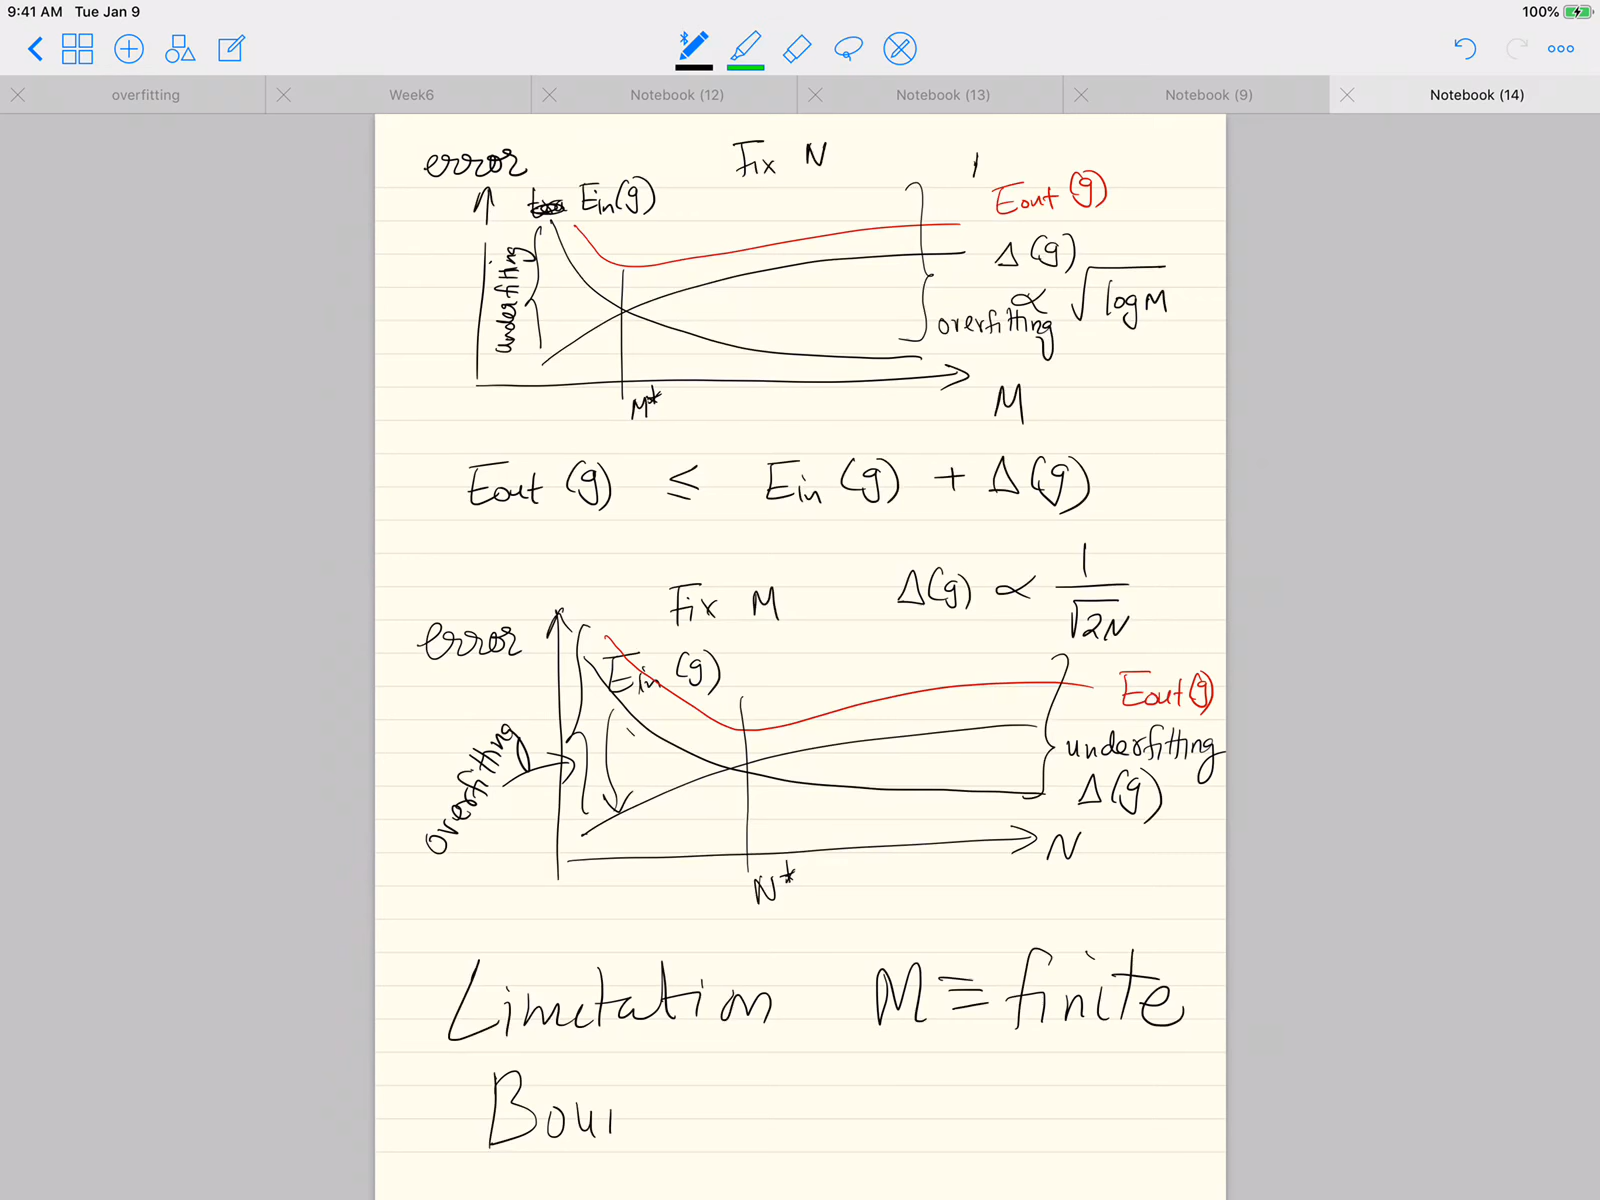 9:41 AM Tue Jan 9
100%
overfitting
Week6
Notebook (12)
Notebook (13)
Notebook (9)
Notebook (14)
error
Fix N
Ein(g)
Eout (g)
underfitting
Δ(g)
∝ √logM
overfitting
M*
M
Eout (g) ≤ Ein (g) + Δ(g)
Fix M
Δ(g) ∝ 1/√2N
error
Ein (g)
Eout(g)
overfitting
underfitting
Δ(g)
N
N*
Limetation M ≡ finite
Bou